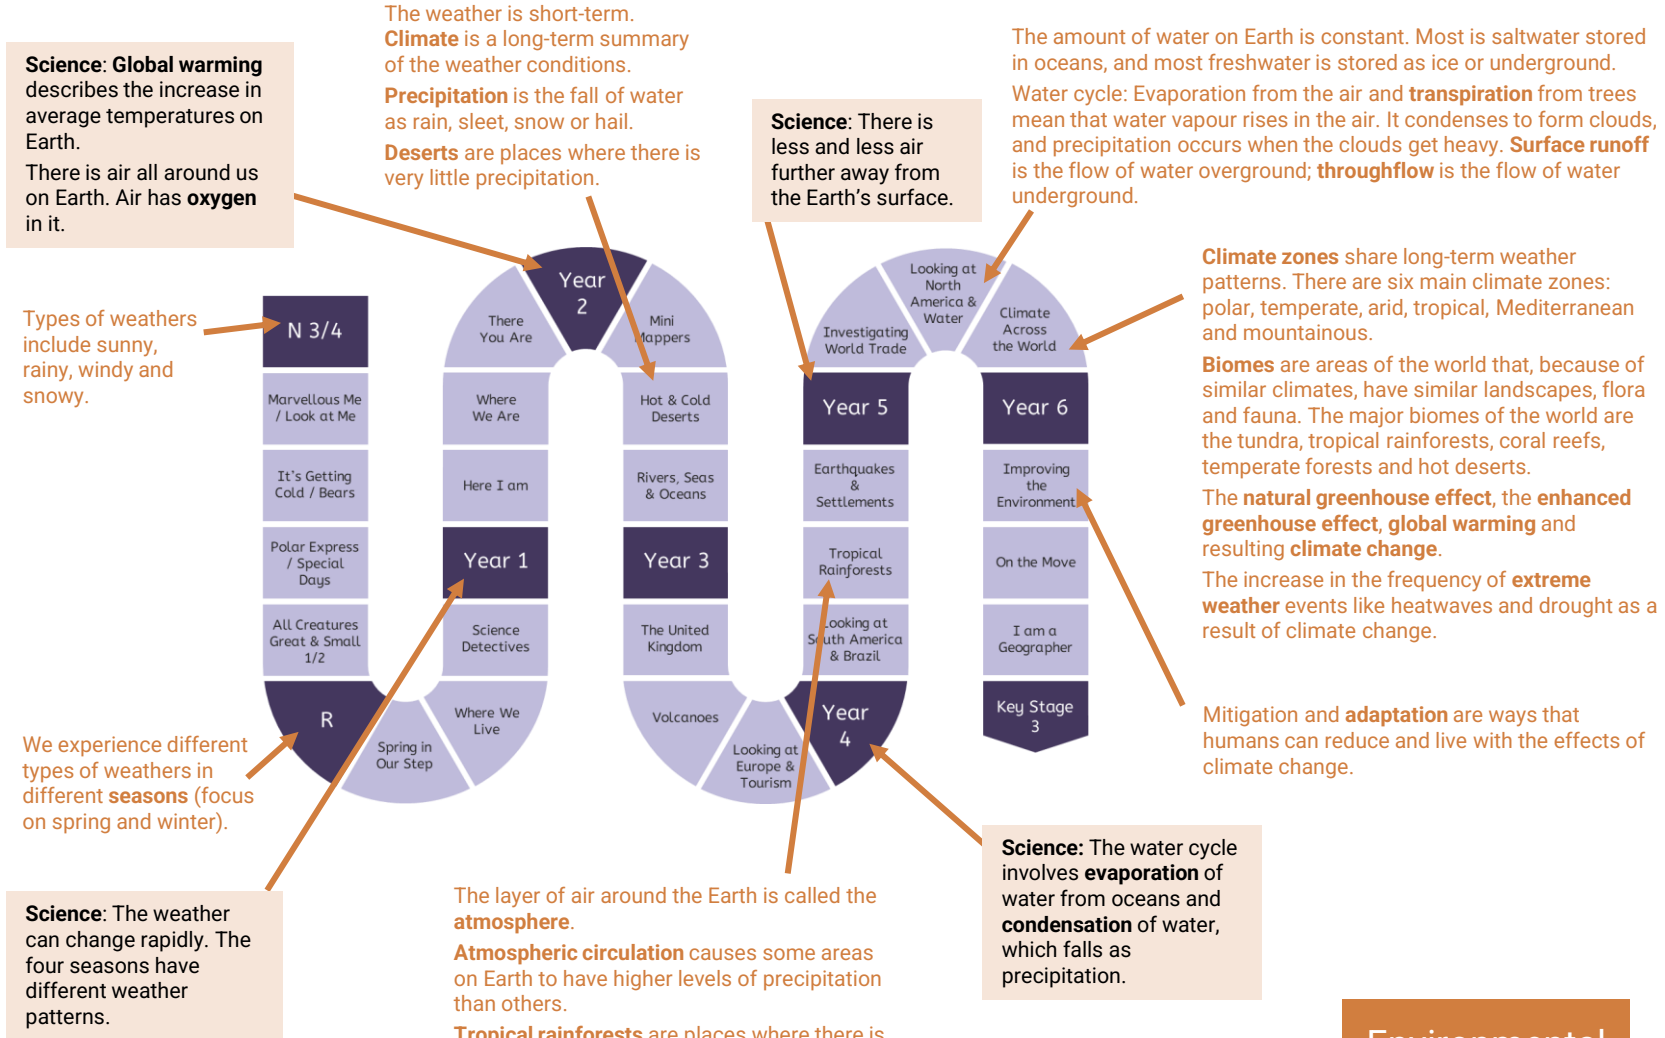 The weather is short-term.
Climate is a long-term summary
of the weather conditions.
Precipitation is the fall of water
as rain, sleet, snow or hail.
Deserts are places where there is
very little precipitation.
The amount of water on Earth is constant. Most is saltwater stored
in oceans, and most freshwater is stored as ice or underground.
Water cycle: Evaporation from the air and transpiration from trees
mean that water vapour rises in the air. It condenses to form clouds,
and precipitation occurs when the clouds get heavy. Surface runoff
is the flow of water overground; throughflow is the flow of water
underground.
Science: Global warming
describes the increase in
average temperatures on
Earth.
There is air all around us
on Earth. Air has oxygen
in it.
Science: There is
less and less air
further away from
the Earth's surface.
Climate zones share long-term weather
patterns. There are six main climate zones:
polar, temperate, arid, tropical, Mediterranean
and mountainous.
Biomes are areas of the world that, because of
similar climates, have similar landscapes, flora
and fauna. The major biomes of the world are
the tundra, tropical rainforests, coral reefs,
temperate forests and hot deserts.
The natural greenhouse effect, the enhanced
greenhouse effect, global warming and
resulting climate change.
The increase in the frequency of extreme
weather events like heatwaves and drought as a
result of climate change.
Mitigation and adaptation are ways that
humans can reduce and live with the effects of
climate change.
Types of weathers
include sunny,
rainy, windy and
snowy.
N 3/4
Marvellous Me
/ Look at Me
It's Getting
Cold / Bears
Polar Express
/ Special
Days
All Creatures
Great & Small
1/2
R
Spring in
Our Step
Where We
Live
Science
Detectives
Year 1
Here I am
Where
We Are
There
You Are
Year
2
Mini
Mappers
Hot & Cold
Deserts
Rivers, Seas
& Oceans
Year 3
The United
Kingdom
Volcanoes
Looking at
Europe &
Tourism
Year
4
Looking at
South America
& Brazil
Tropical
Rainforests
Earthquakes
&
Settlements
Year 5
Investigating
World Trade
Looking at
North
America &
Water
Climate
Across
the World
Year 6
Improving
the
Environment
On the Move
I am a
Geographer
Key Stage
3
We experience different
types of weathers in
different seasons (focus
on spring and winter).
Science: The weather
can change rapidly. The
four seasons have
different weather
patterns.
The layer of air around the Earth is called the
atmosphere.
Atmospheric circulation causes some areas
on Earth to have higher levels of precipitation
than others.
Tropical rainforests are places where there is
Science: The water cycle
involves evaporation of
water from oceans and
condensation of water,
which falls as
precipitation.
Environmental